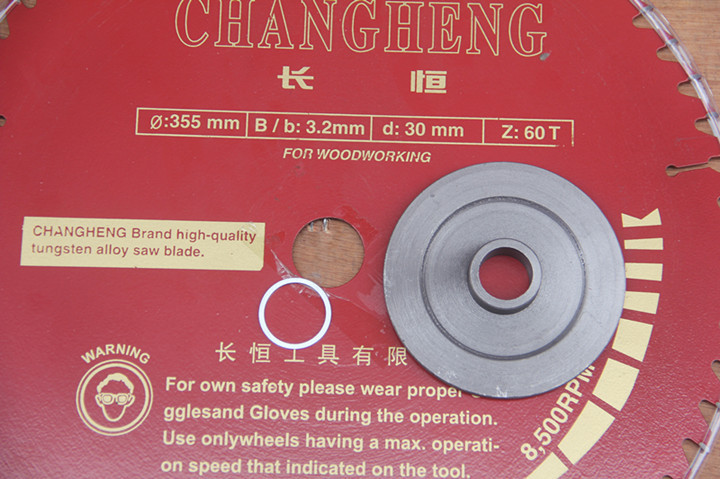 CHANGHENG
长 恒
Ø:355 mm B / b: 3.2mm d: 30 mm Z: 60 T
FOR WOODWORKING
CHANGHENG Brand high-quality
tungsten alloy saw blade.
长恒工具有限
WARNING
For own safety please wear proper
gglesand Gloves during the operation.
Use onlywheels having a max. operati-
on speed that indicated on the tool.
8,500RPM